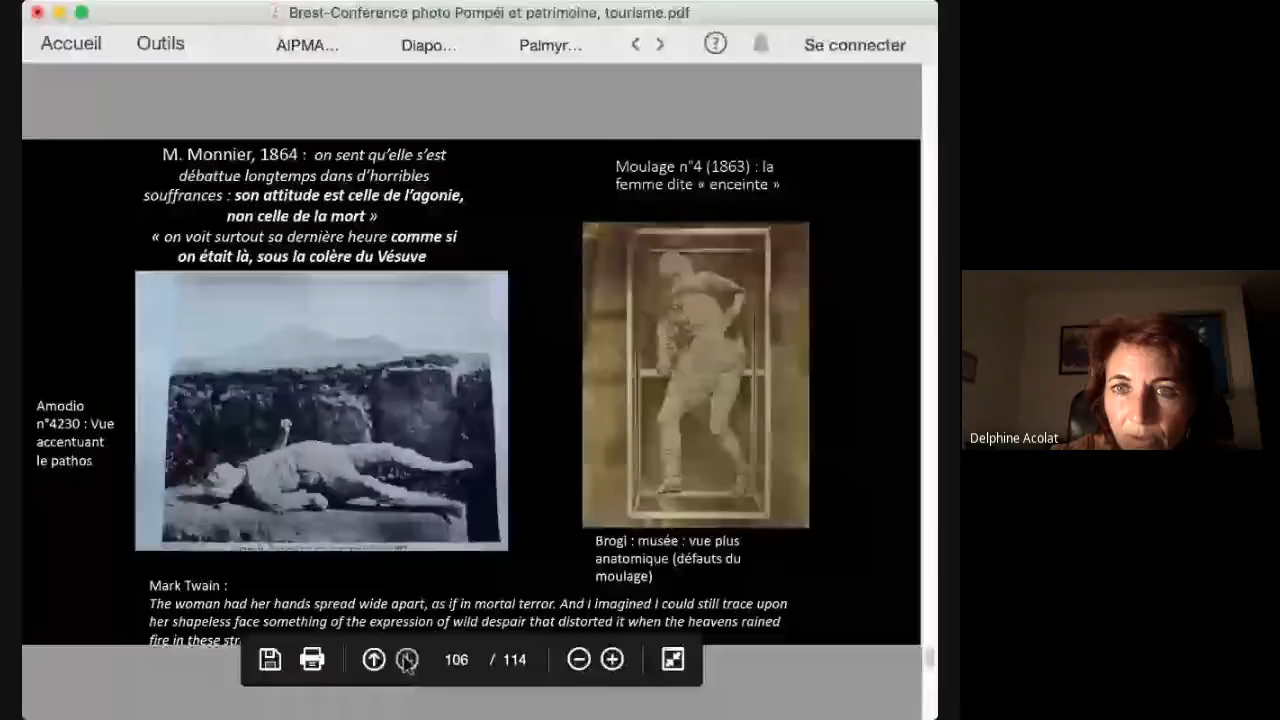 Brest-Conférence photo Pompéi et patrimoine, tourisme.pdf
Accueil Outils AIPMA... Diapo... Palmyr... < > ? Se connecter
M. Monnier, 1864 : on sent qu'elle s'est
débattue longtemps dans d'horribles
souffrances : son attitude est celle de l'agonie,
non celle de la mort »
« on voit surtout sa dernière heure comme si
on était là, sous la colère du Vésuve
Moulage n°4 (1863) : la
femme dite « enceinte »
Amodio
n°4230 : Vue
accentuant
le pathos
Brogi : musée : vue plus
anatomique (défauts du
moulage)
Mark Twain :
The woman had her hands spread wide apart, as if in mortal terror. And I imagined I could still trace upon
her shapeless face something of the expression of wild despair that distorted it when the heavens rained
fire in these str
106 / 114
Delphine Acolat